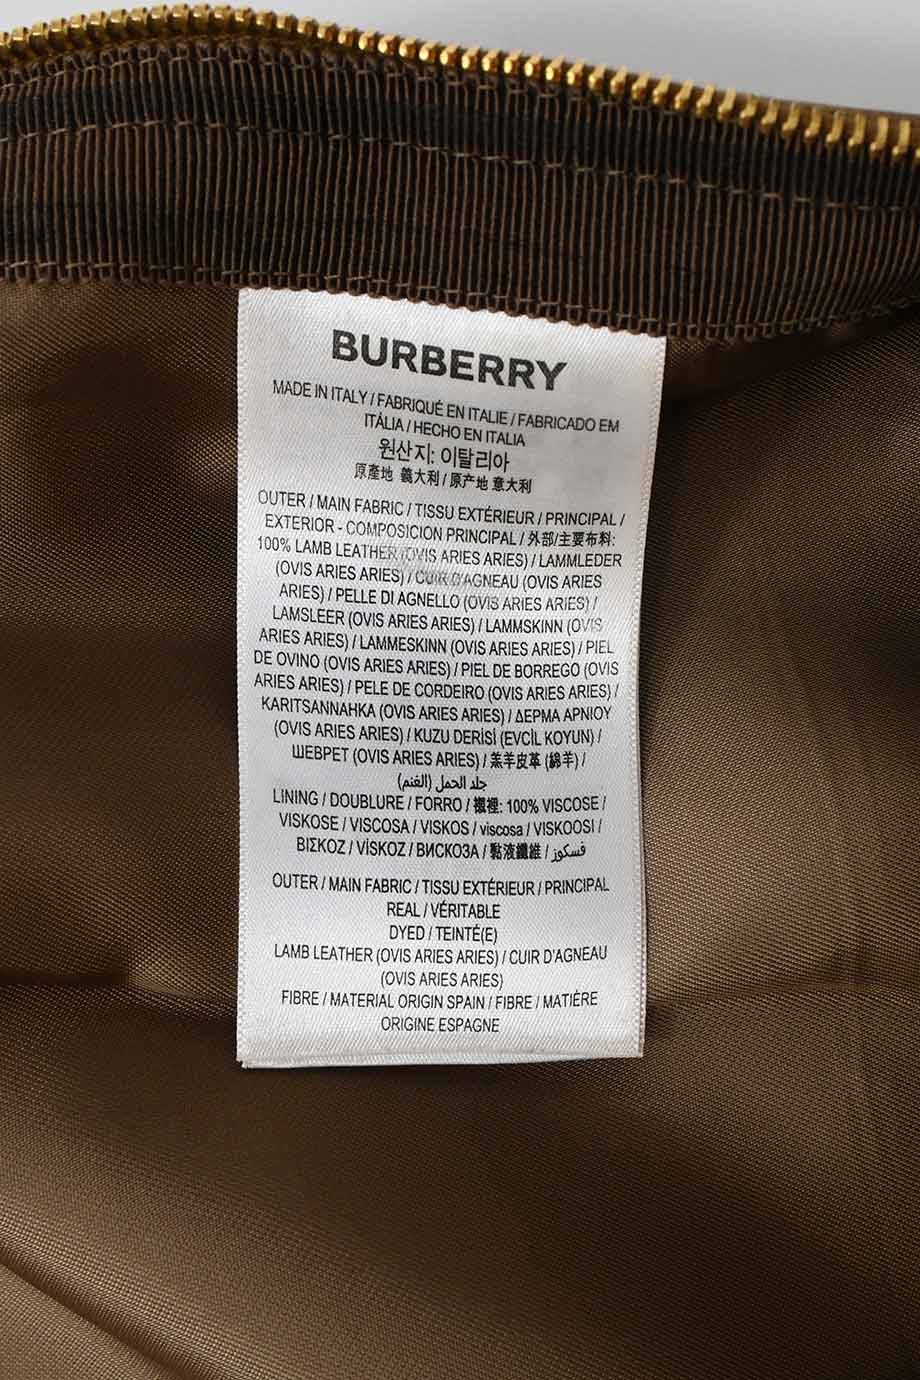 BURBERRY
MADE IN ITALY / FABRIQUÉ EN ITALIE / FABRICADO EM
ITÁLIA / HECHO EN ITALIA
원산지: 이탈리아
原產地 義大利 / 原产地 意大利
OUTER / MAIN FABRIC / TISSU EXTÉRIEUR / PRINCIPAL /
EXTERIOR - COMPOSICION PRINCIPAL / 外部/主要布料:
100% LAMB LEATHER (OVIS ARIES ARIES) / LAMMLEDER
(OVIS ARIES ARIES) / CUIR D'AGNEAU (OVIS ARIES
ARIES) / PELLE DI AGNELLO (OVIS ARIES ARIES) /
LAMSLEER (OVIS ARIES ARIES) / LAMMSKINN (OVIS
ARIES ARIES) / LAMMESKINN (OVIS ARIES ARIES) / PIEL
DE OVINO (OVIS ARIES ARIES) / PIEL DE BORREGO (OVIS
ARIES ARIES) / PELE DE CORDEIRO (OVIS ARIES ARIES) /
KARITSANNAHKA (OVIS ARIES ARIES) / ΔΕΡΜΑ ΑΡΝΙΟΥ
(OVIS ARIES ARIES) / KUZU DERİSİ (EVCİL KOYUN) /
ШЕВРЕТ (OVIS ARIES ARIES) / 羔羊皮革 (綿羊) /
جلد الحمل (الغنم)
LINING / DOUBLURE / FORRO / 襯裡: 100% VISCOSE /
VISKOSE / VISCOSA / VISKOS / viscosa / VISKOOSI /
ΒΙΣΚΟΖ / VİSKOZ / ВИСКОЗА / 黏液纖維 / فسكوز
OUTER / MAIN FABRIC / TISSU EXTÉRIEUR / PRINCIPAL
REAL / VÉRITABLE
DYED / TEINTÉ(E)
LAMB LEATHER (OVIS ARIES ARIES) / CUIR D'AGNEAU
(OVIS ARIES ARIES)
FIBRE / MATERIAL ORIGIN SPAIN / FIBRE / MATIÈRE
ORIGINE ESPAGNE